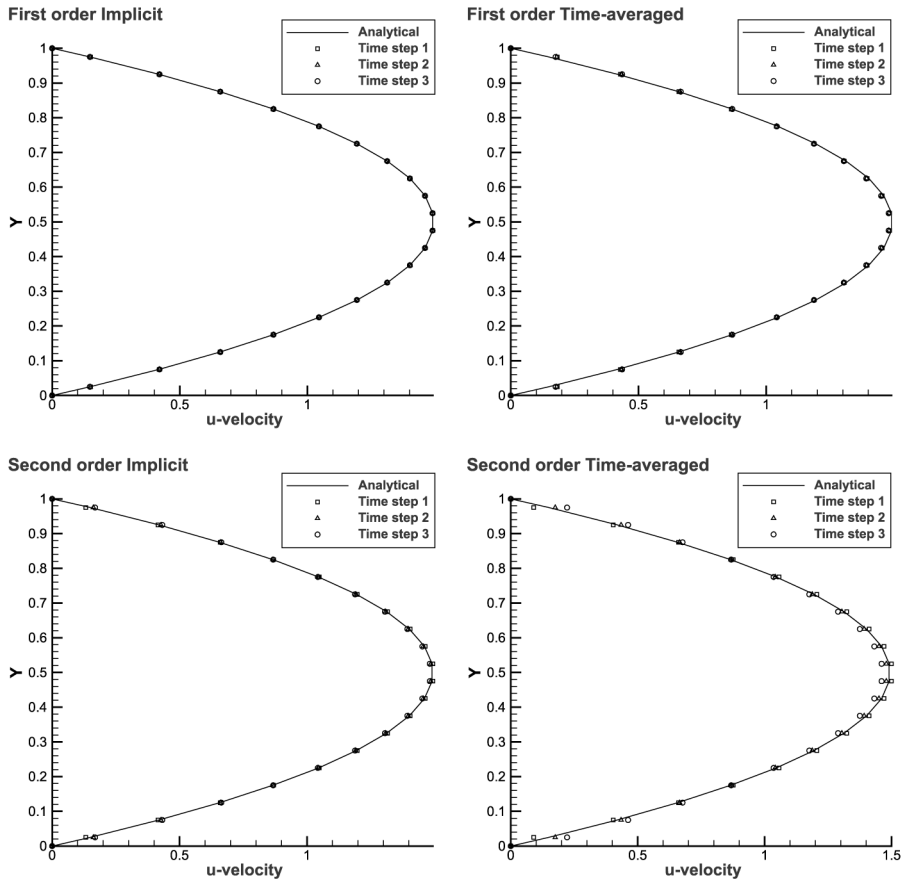 First order Implicit
Analytical
Time step 1
Time step 2
Time step 3
1
0.9
0.8
0.7
0.6
0.5
0.4
0.3
0.2
0.1
0
Y
0.5
1
u-velocity
First order Time-averaged
Analytical
Time step 1
Time step 2
Time step 3
1
0.9
0.8
0.7
0.6
0.5
0.4
0.3
0.2
0.1
0
Y
0
0.5
1
u-velocity
Second order Implicit
Analytical
Time step 1
Time step 2
Time step 3
1
0.9
0.8
0.7
0.6
0.5
0.4
0.3
0.2
0.1
0
Y
0
0.5
1
u-velocity
Second order Time-averaged
Analytical
Time step 1
Time step 2
Time step 3
1
0.9
0.8
0.7
0.6
0.5
0.4
0.3
0.2
0.1
0
Y
0
0.5
1
1.5
u-velocity